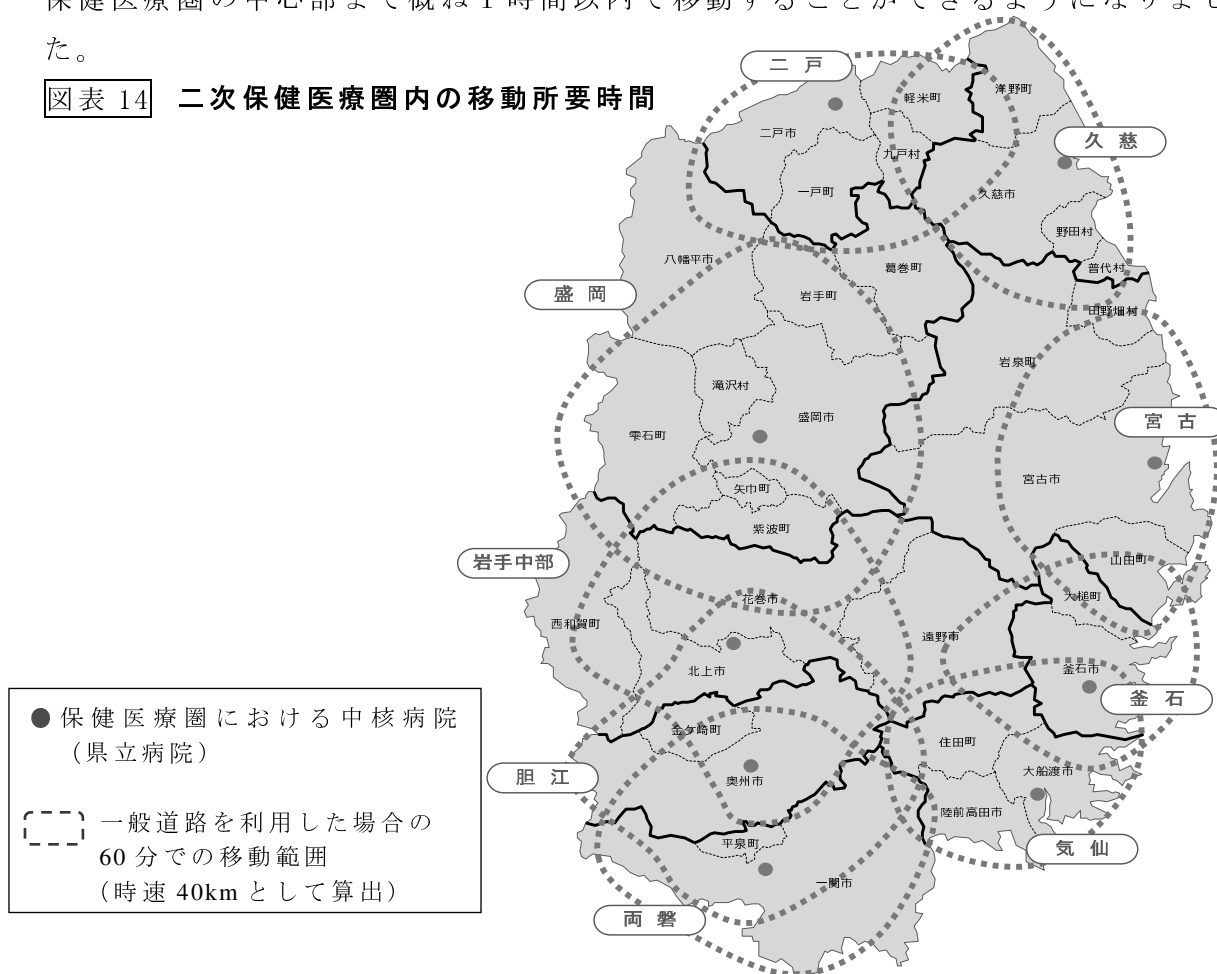 保健医療圏の中心部まで概ね1時間以内で移動することができるようになりまし
た。
図表 14 二次保健医療圏内の移動所要時間
二戸
洋野町
軽米町
二戸市
久慈
九戸村
一戸町
久慈市
野田村
八幡平市
葛巻町
普代村
盛岡
岩手町
田野畑村
岩泉町
滝沢村
盛岡市
宮古
雫石町
宮古市
矢巾町
紫波町
岩手中部
山田町
大槌町
花巻市
西和賀町
遠野市
北上市
釜石市
釜石
金ケ崎町
住田町
胆江
奥州市
大船渡市
陸前高田市
平泉町
気仙
一関市
両磐
●保健医療圏における中核病院
(県立病院)
一般道路を利用した場合の
60分での移動範囲
(時速 40km として算出)